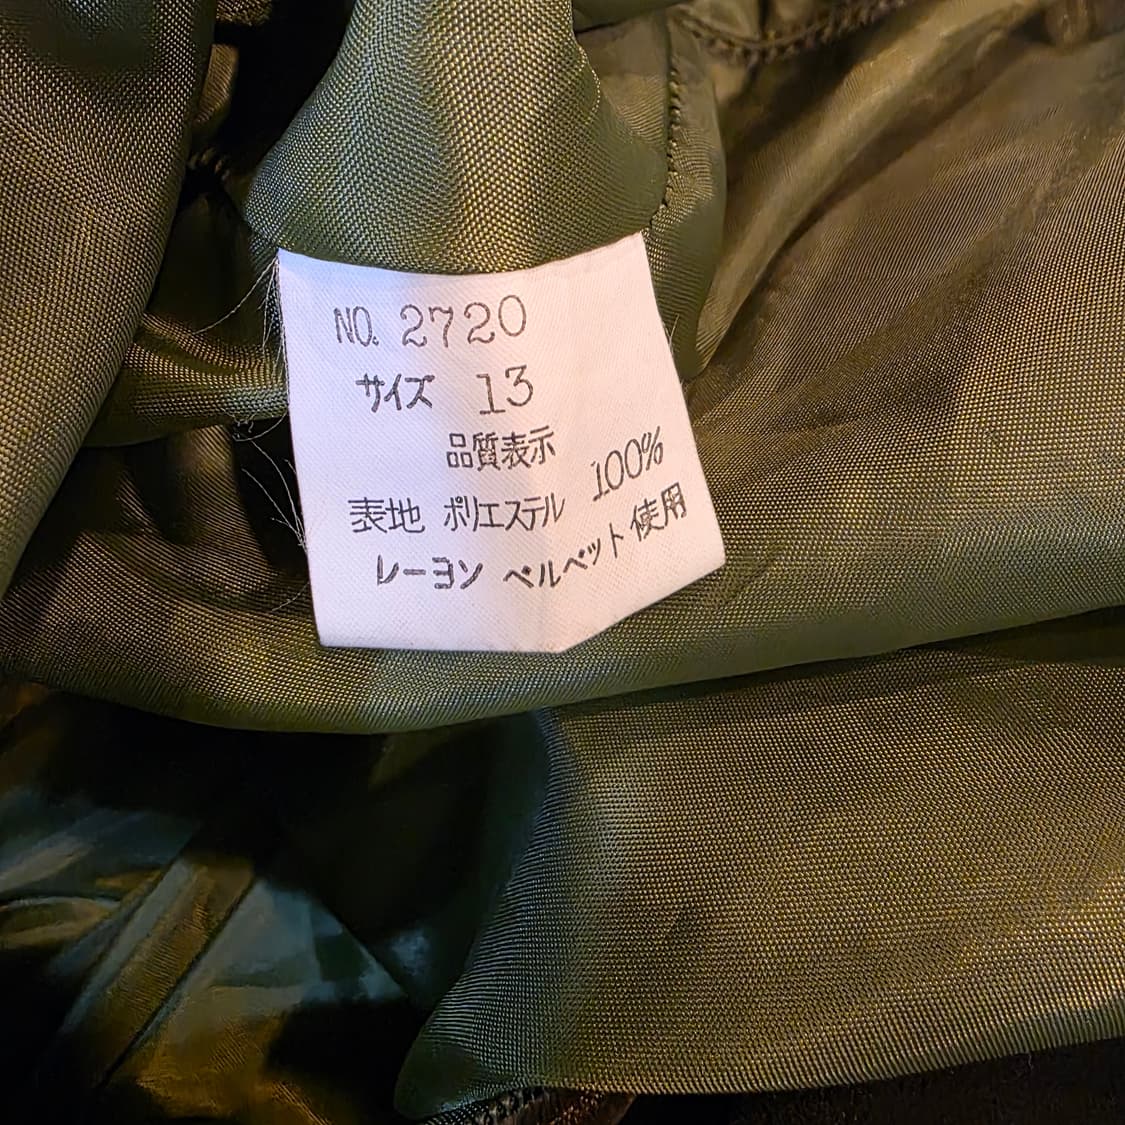 NO. 2720
サイズ 13
品質表示
表地 ポリエステル 100%
レーヨン ベルベット使用